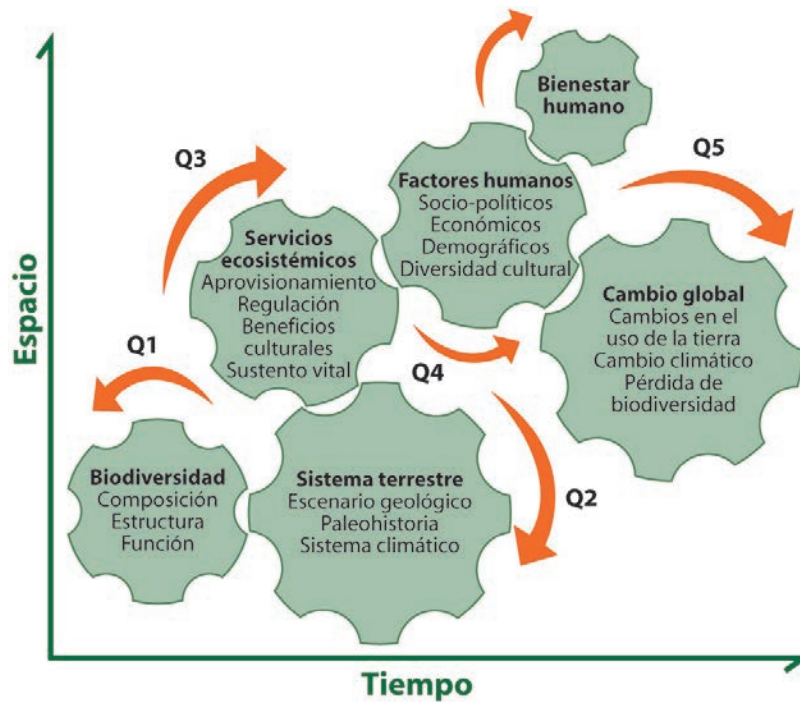 Espacio
Q3
Q1
Bienestar
humano
Q5
Factores humanos
Socio-políticos
Económicos
Demográficos
Diversidad cultural
Servicios
ecosistémicos
Aprovisionamiento
Regulación
Beneficios
culturales
Sustento vital
Q4
Cambio global
Cambios en el
uso de la tierra
Cambio climático
Pérdida de
biodiversidad
Biodiversidad
Composición
Estructura
Función
Sistema terrestre
Escenario geológico
Paleohistoria
Sistema climático
Q2
Tiempo